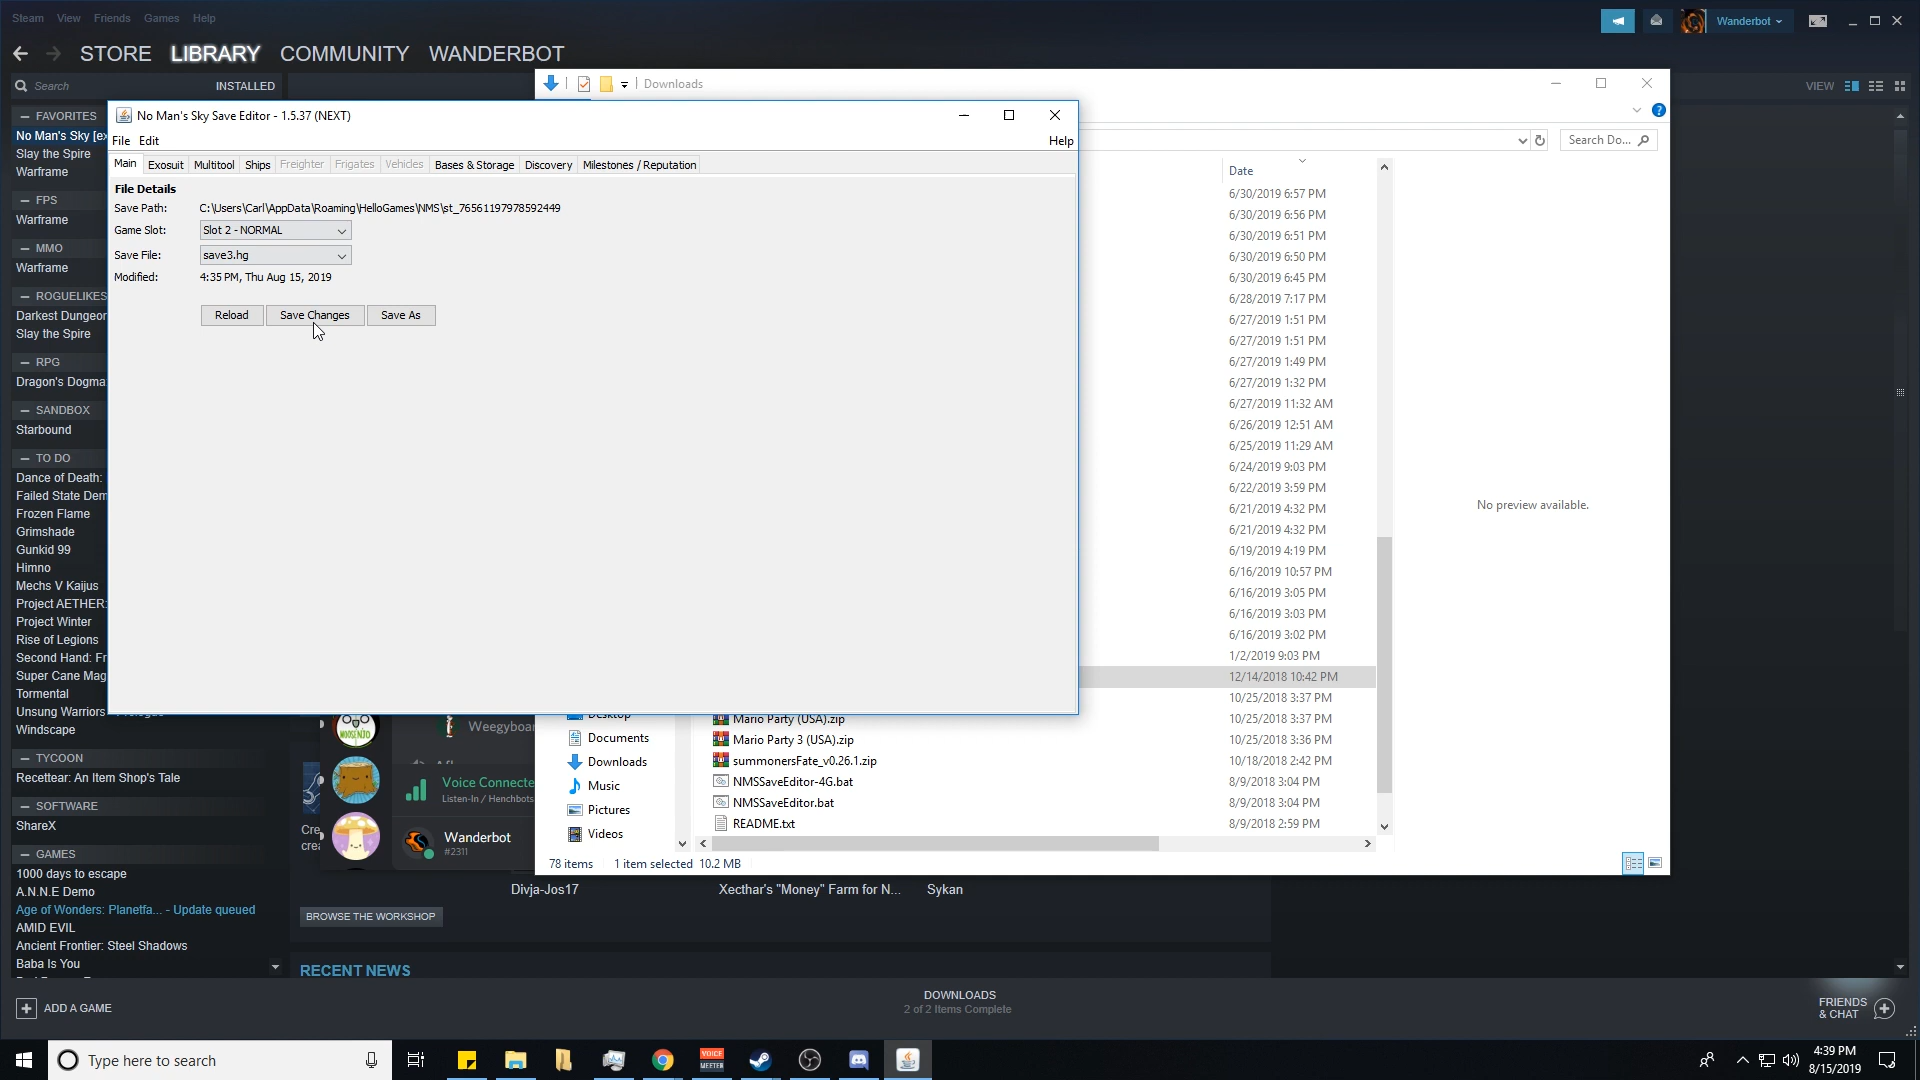 Steam View Friends Games Help
Wanderbot
STORE LIBRARY COMMUNITY WANDERBOT
Search INSTALLED
VIEW
FAVORITES
No Man's Sky [ex
Slay the Spire
Warframe
FPS
Warframe
MMO
Warframe
ROGUELIKES
Darkest Dungeon
Slay the Spire
RPG
Dragon's Dogma
SANDBOX
Starbound
TO DO
Dance of Death:
Failed State Dem
Frozen Flame
Grimshade
Gunkid 99
Himno
Mechs V Kaijus
Project AETHER:
Project Winter
Rise of Legions
Second Hand: Fr
Super Cane Mag
Tormental
Unsung Warriors
Windscape
TYCOON
Recettear: An Item Shop's Tale
SOFTWARE
ShareX
GAMES
1000 days to escape
A.N.N.E Demo
Age of Wonders: Planetfa... - Update queued
AMID EVIL
Ancient Frontier: Steel Shadows
Baba Is You
No Man's Sky Save Editor - 1.5.37 (NEXT)
File Edit Help
Main Exosuit Multitool Ships Freighter Frigates Vehicles Bases & Storage Discovery Milestones / Reputation
File Details
Save Path: C:\Users\Carl\AppData\Roaming\HelloGames\NMS\st_76561197978592449
Game Slot: Slot 2 - NORMAL
Save File: save3.hg
Modified: 4:35 PM, Thu Aug 15, 2019
Reload Save Changes Save As
Downloads
Search Do...
Date
6/30/2019 6:57 PM
6/30/2019 6:56 PM
6/30/2019 6:51 PM
6/30/2019 6:50 PM
6/30/2019 6:45 PM
6/28/2019 7:17 PM
6/27/2019 1:51 PM
6/27/2019 1:51 PM
6/27/2019 1:49 PM
6/27/2019 1:32 PM
6/27/2019 11:32 AM
6/26/2019 12:51 AM
6/25/2019 11:29 AM
6/24/2019 9:03 PM
6/22/2019 3:59 PM
6/21/2019 4:32 PM
6/21/2019 4:32 PM
6/19/2019 4:19 PM
6/16/2019 10:57 PM
6/16/2019 3:05 PM
6/16/2019 3:03 PM
6/16/2019 3:02 PM
1/2/2019 9:03 PM
12/14/2018 10:42 PM
10/25/2018 3:37 PM
Mario Party (USA).zip 10/25/2018 3:37 PM
Mario Party 3 (USA).zip 10/25/2018 3:36 PM
summonersFate_v0.26.1.zip 10/18/2018 2:42 PM
NMSSaveEditor-4G.bat 8/9/2018 3:04 PM
NMSSaveEditor.bat 8/9/2018 3:04 PM
README.txt 8/9/2018 2:59 PM
No preview available.
Desktop
Documents
Downloads
Music
Pictures
Videos
78 items 1 item selected 10.2 MB
Weegyboar
Voice Connecte
Listen-In / Henchbots
Wanderbot
#2311
Cre
crea
Divja-Jos17 Xecthar's "Money" Farm for N... Sykan
BROWSE THE WORKSHOP
RECENT NEWS
ADD A GAME
DOWNLOADS
2 of 2 Items Complete
FRIENDS
& CHAT
Type here to search
VOICE
MEETER
4:39 PM
8/15/2019